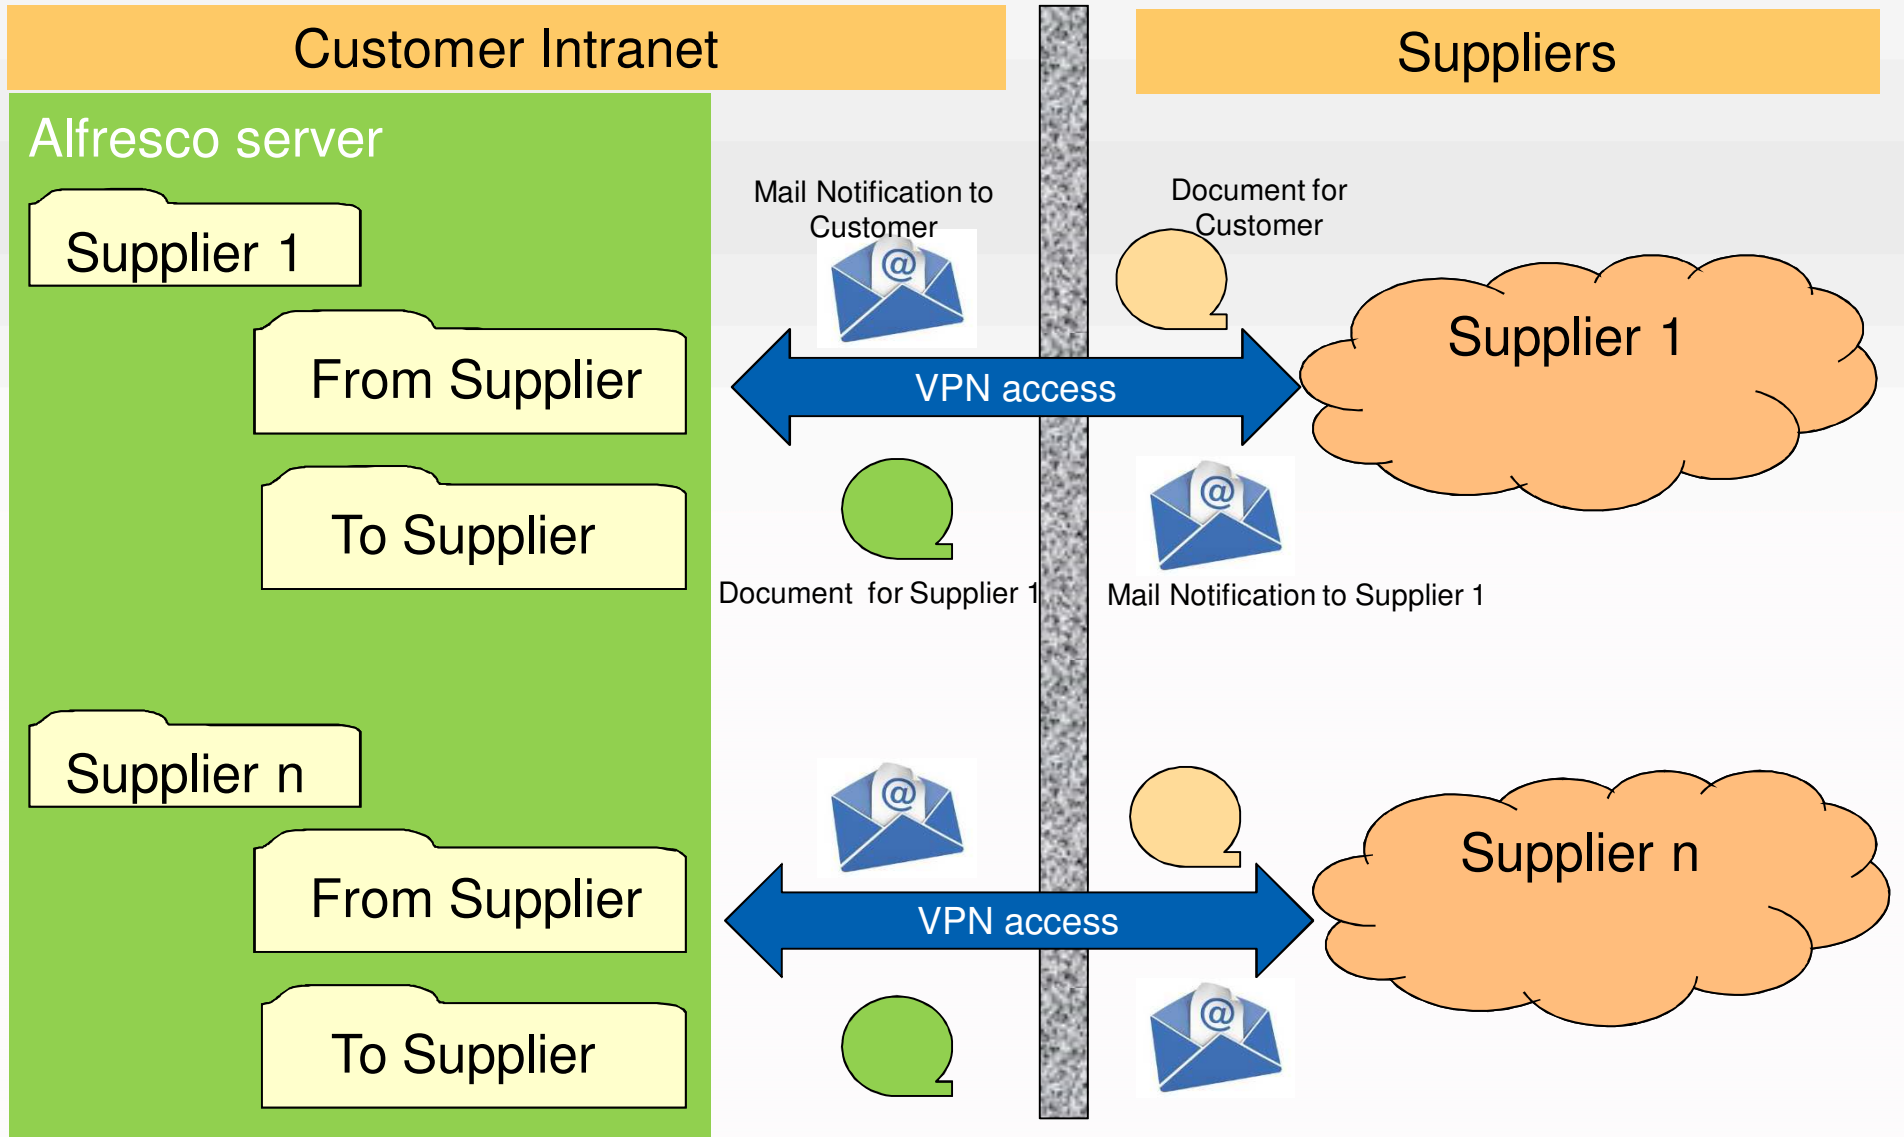 Customer Intranet
Suppliers
Alfresco server
Supplier 1
From Supplier
To Supplier
Mail Notification to
Customer
Document for
Customer
VPN access
Supplier 1
Document for Supplier 1
Mail Notification to Supplier 1
Supplier n
From Supplier
To Supplier
VPN access
Supplier n
@
@
@
@